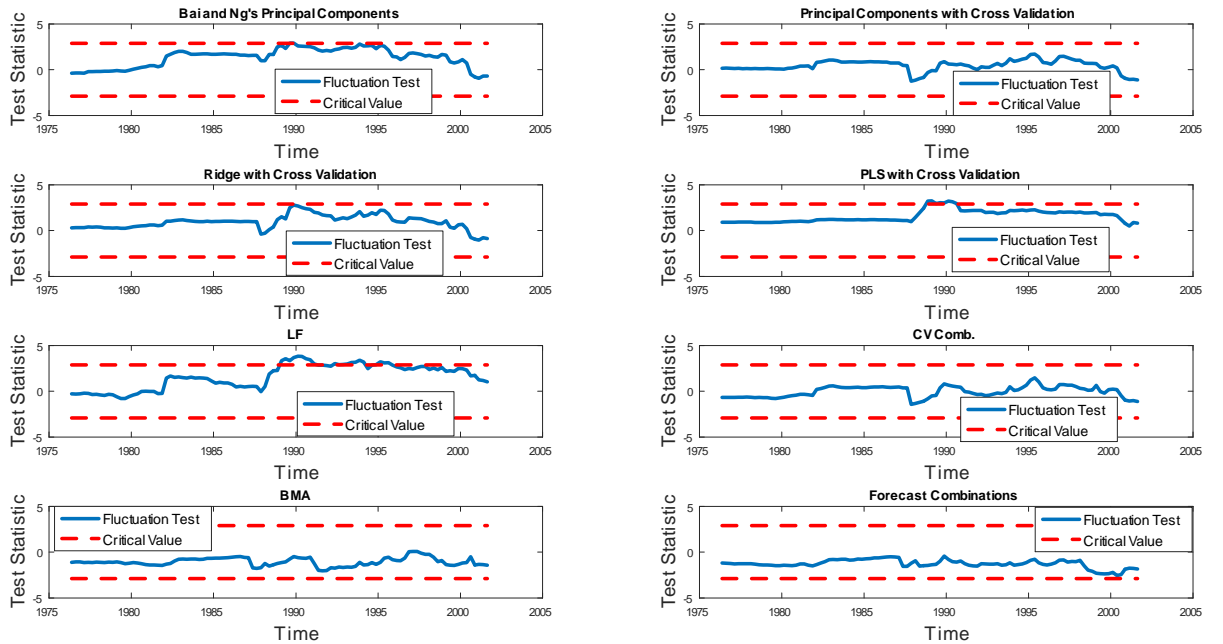 Bai and Ng's Principal Components
Test Statistic
5
0
-5
Fluctuation Test
Critical Value
1975 1980 1985 1990 1995 2000 2005
Time
Principal Components with Cross Validation
Test Statistic
5
0
-5
Fluctuation Test
Critical Value
1975 1980 1985 1990 1995 2000 2005
Time
Ridge with Cross Validation
Test Statistic
5
0
-5
Fluctuation Test
Critical Value
1975 1980 1985 1990 1995 2000 2005
Time
PLS with Cross Validation
Test Statistic
5
0
-5
Fluctuation Test
Critical Value
1975 1980 1985 1990 1995 2000 2005
Time
LF
Test Statistic
5
0
-5
Fluctuation Test
Critical Value
1975 1980 1985 1990 1995 2000 2005
Time
CV Comb.
Test Statistic
5
0
-5
Fluctuation Test
Critical Value
1975 1980 1985 1990 1995 2000 2005
Time
BMA
Test Statistic
5
0
-5
Fluctuation Test
Critical Value
1975 1980 1985 1990 1995 2000 2005
Time
Forecast Combinations
Test Statistic
5
0
-5
Fluctuation Test
Critical Value
1975 1980 1985 1990 1995 2000 2005
Time